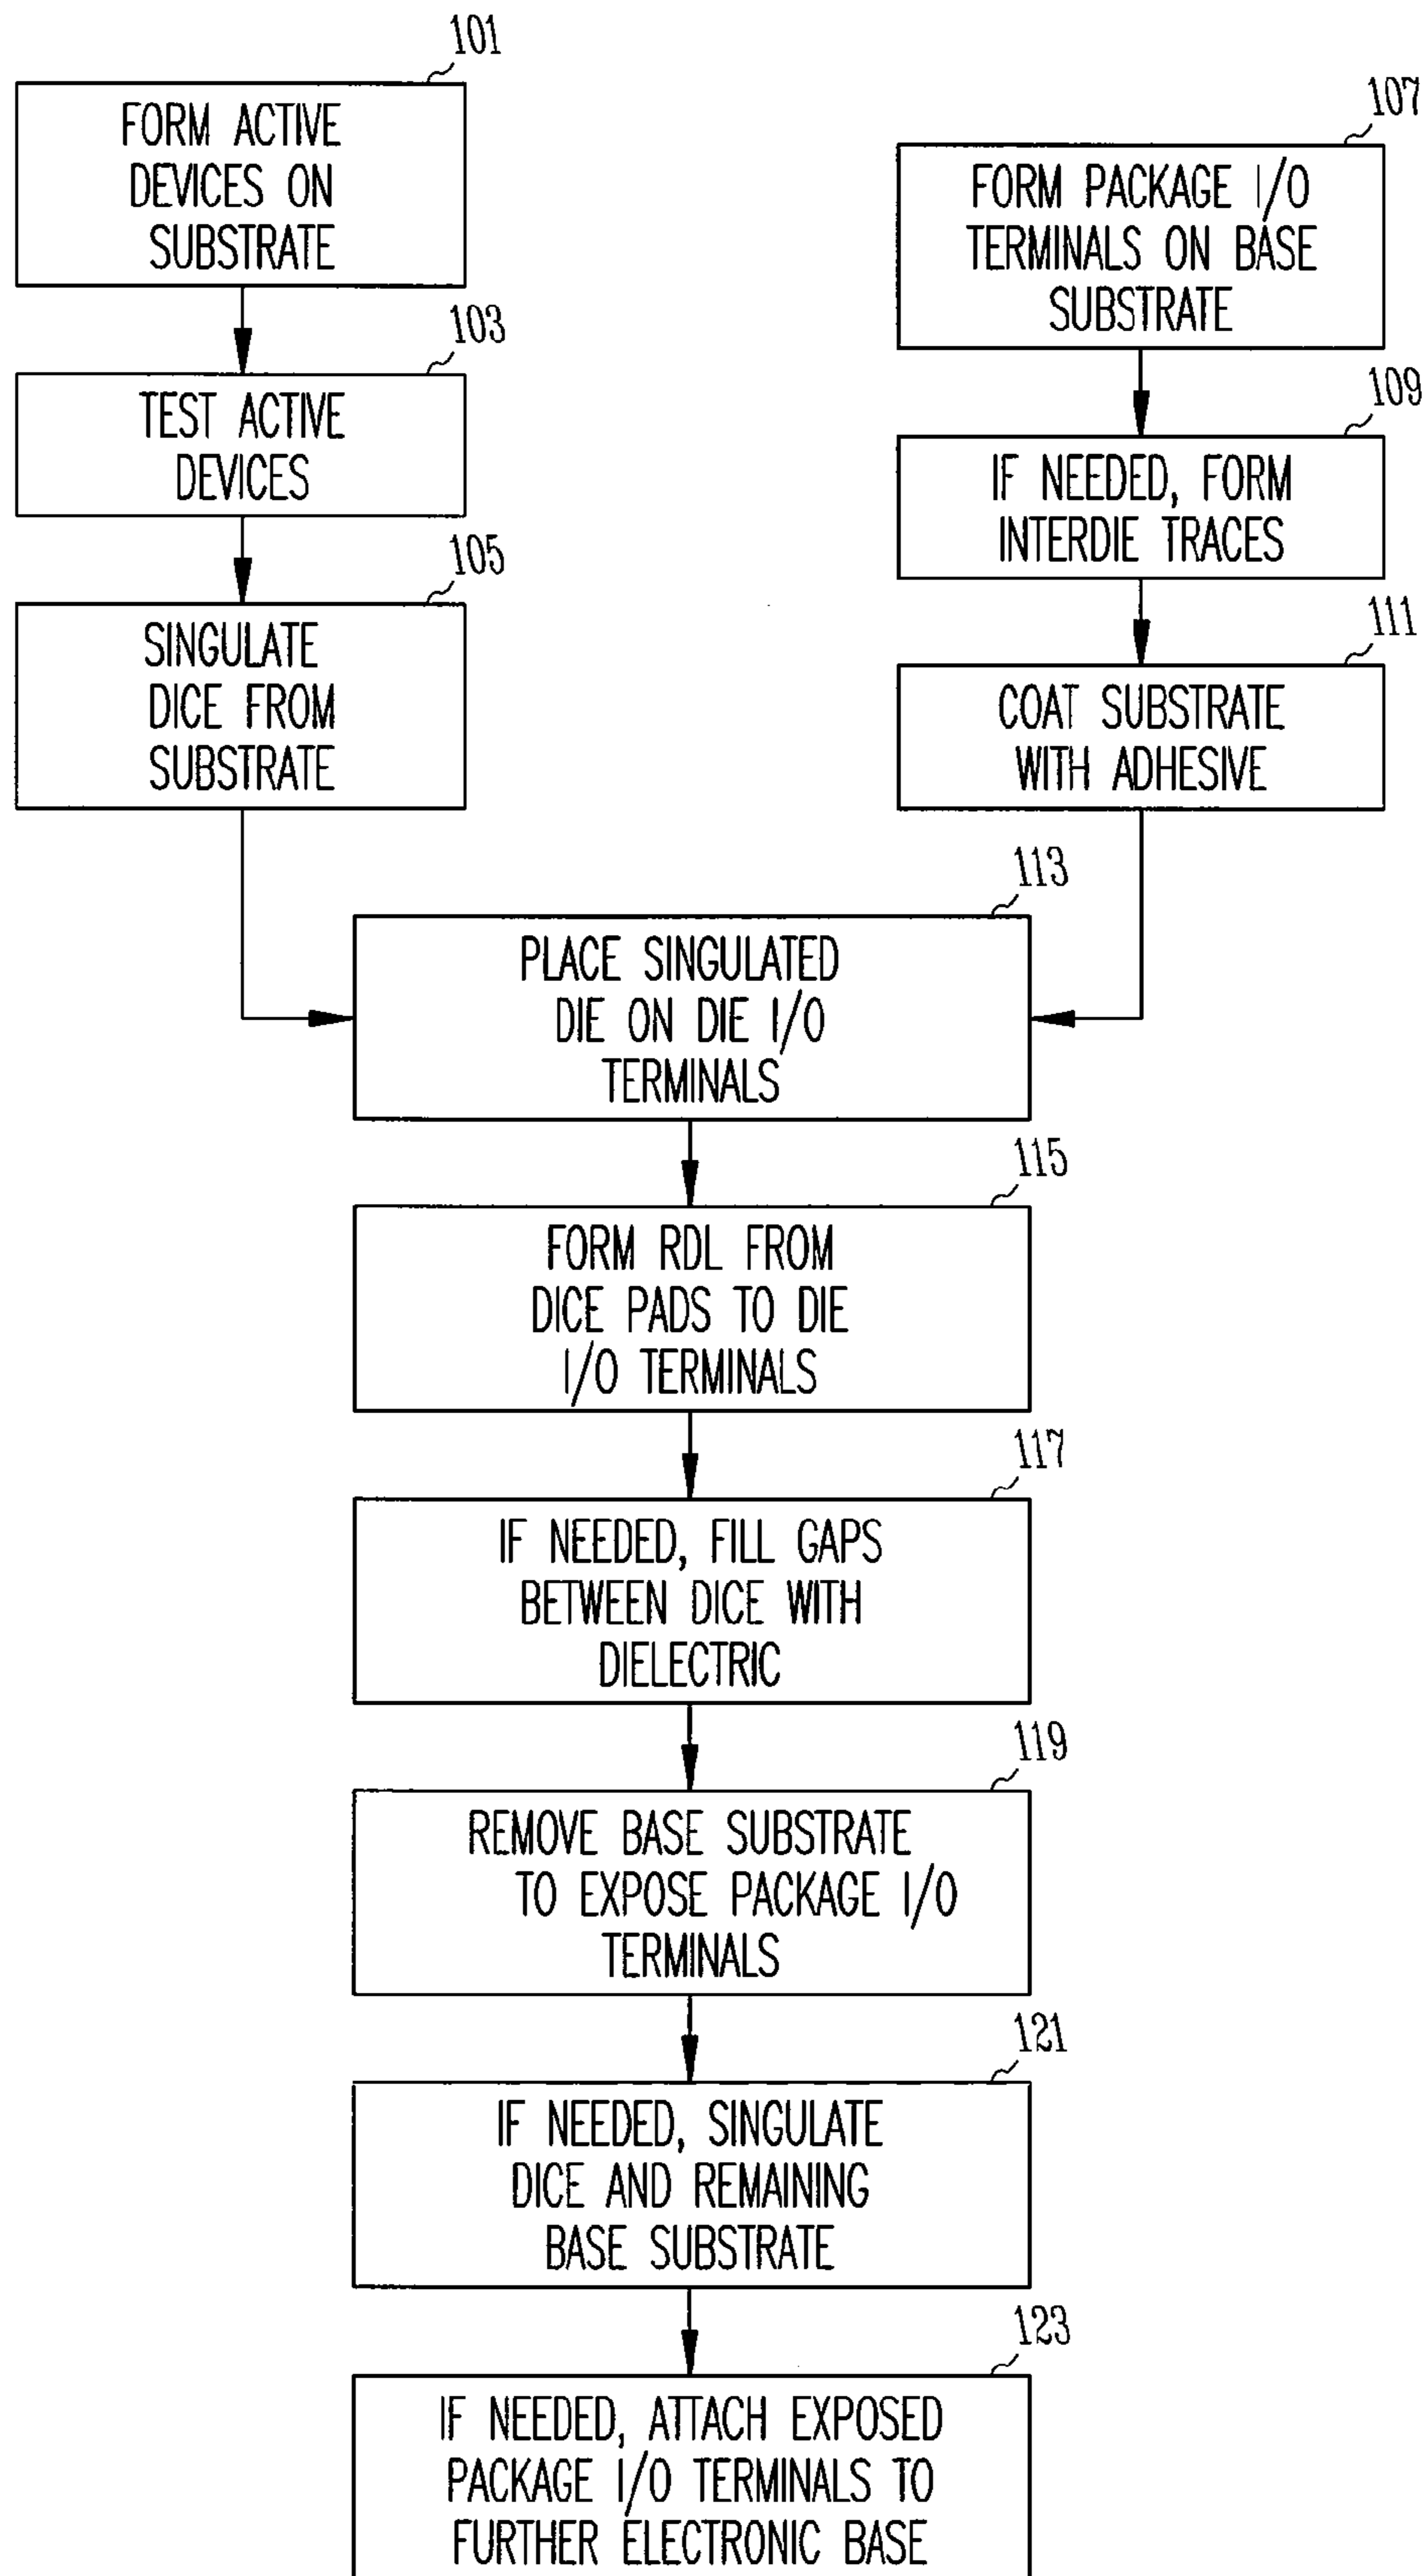 101
FORM ACTIVE
DEVICES ON
SUBSTRATE
103
TEST ACTIVE
DEVICES
105
SINGULATE
DICE FROM
SUBSTRATE
107
FORM PACKAGE I/O
TERMINALS ON BASE
SUBSTRATE
109
IF NEEDED, FORM
INTERDIE TRACES
111
COAT SUBSTRATE
WITH ADHESIVE
113
PLACE SINGULATED
DIE ON DIE I/O
TERMINALS
115
FORM RDL FROM
DICE PADS TO DIE
I/O TERMINALS
117
IF NEEDED, FILL GAPS
BETWEEN DICE WITH
DIELECTRIC
119
REMOVE BASE SUBSTRATE
TO EXPOSE PACKAGE I/O
TERMINALS
121
IF NEEDED, SINGULATE
DICE AND REMAINING
BASE SUBSTRATE
123
IF NEEDED, ATTACH EXPOSED
PACKAGE I/O TERMINALS TO
FURTHER ELECTRONIC BASE